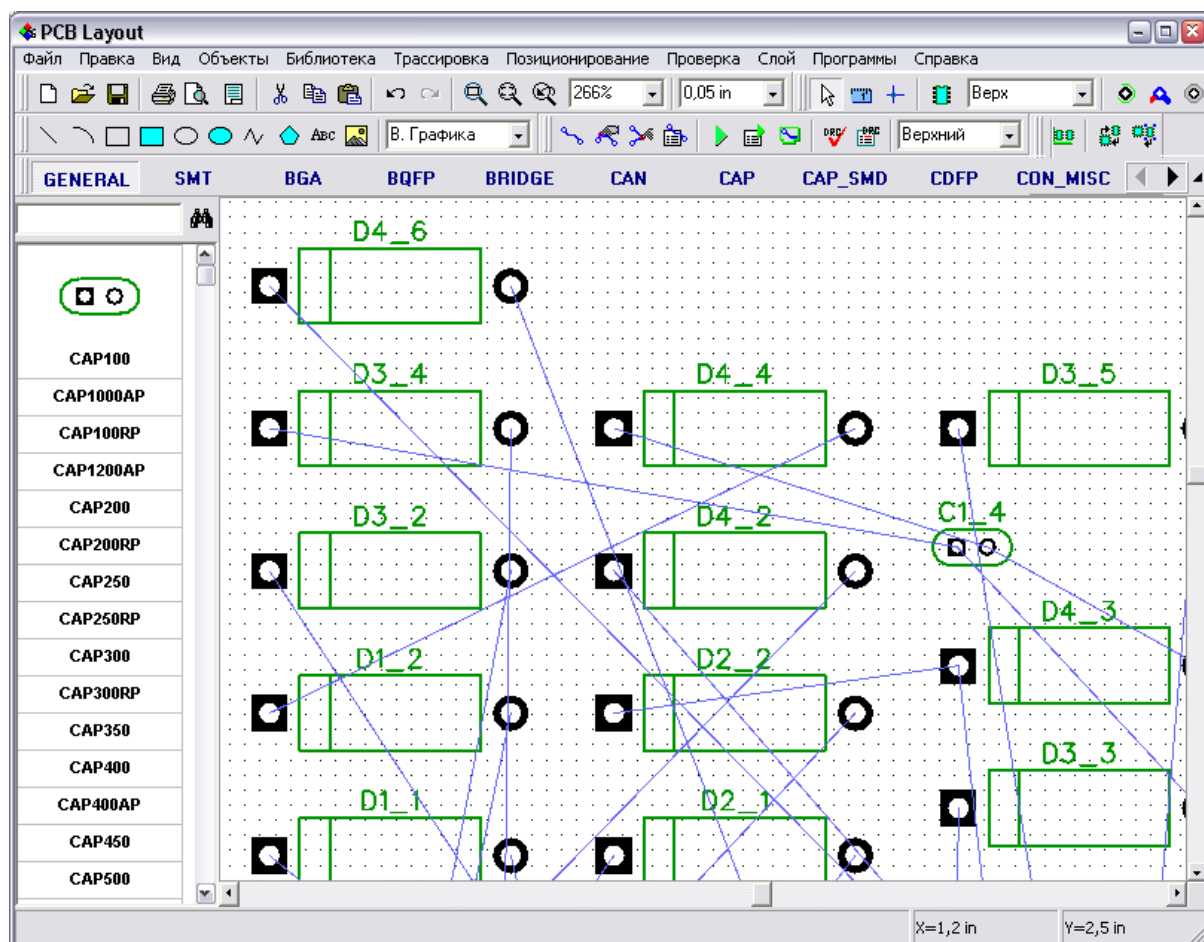 PCB Layout
Файл Правка Вид Объекты Библиотека Трассировка Позиционирование Проверка Слой Программы Справка
266% 0,05 in Верх
Авс В. Графика DRC DRC Верхний
GENERAL SMT BGA BQFP BRIDGE CAN CAP CAP_SMD CDFP CON_MISC
D4_6
CAP100
D3_4 D4_4 D3_5
CAP1000AP
CAP100RP
CAP1200AP
CAP200
D3_2 D4_2 C1_4
CAP200RP
CAP250
CAP250RP
D4_3
CAP300
D1_2 D2_2
CAP300RP
CAP350
D3_3
CAP400
CAP400AP
D1_1 D2_1
CAP450
CAP500
X=1,2 in Y=2,5 in